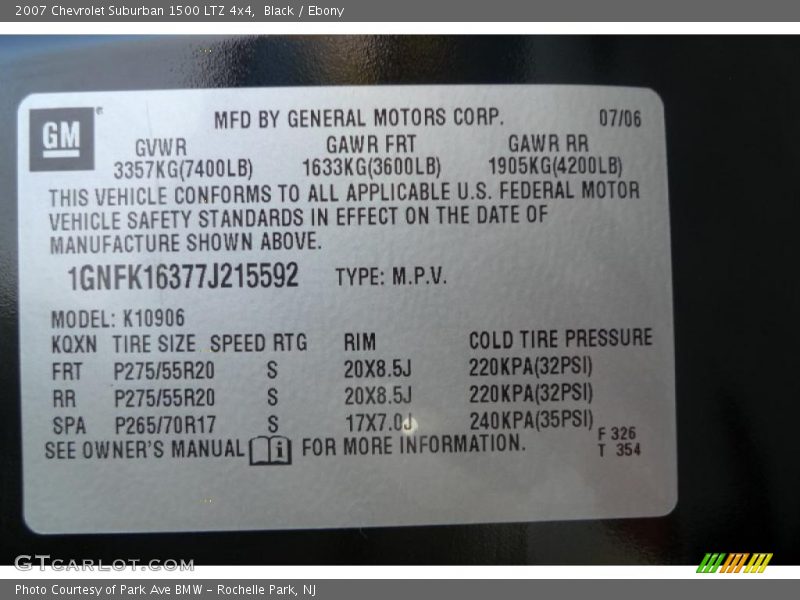 2007 Chevrolet Suburban 1500 LTZ 4x4, Black / Ebony
GM ® MFD BY GENERAL MOTORS CORP. 07/06
GVWR GAWR FRT GAWR RR
3357KG(7400LB) 1633KG(3600LB) 1905KG(4200LB)
THIS VEHICLE CONFORMS TO ALL APPLICABLE U.S. FEDERAL MOTOR
VEHICLE SAFETY STANDARDS IN EFFECT ON THE DATE OF
MANUFACTURE SHOWN ABOVE.
1GNFK16377J215592 TYPE: M.P.V.
MODEL: K10906
KQXN TIRE SIZE SPEED RTG RIM COLD TIRE PRESSURE
FRT P275/55R20 S 20X8.5J 220KPA(32PSI)
RR P275/55R20 S 20X8.5J 220KPA(32PSI)
SPA P265/70R17 S 17X7.0J 240KPA(35PSI)
SEE OWNER'S MANUAL i FOR MORE INFORMATION.
F 326
T 354
GTCARLOT.COM
Photo Courtesy of Park Ave BMW - Rochelle Park, NJ